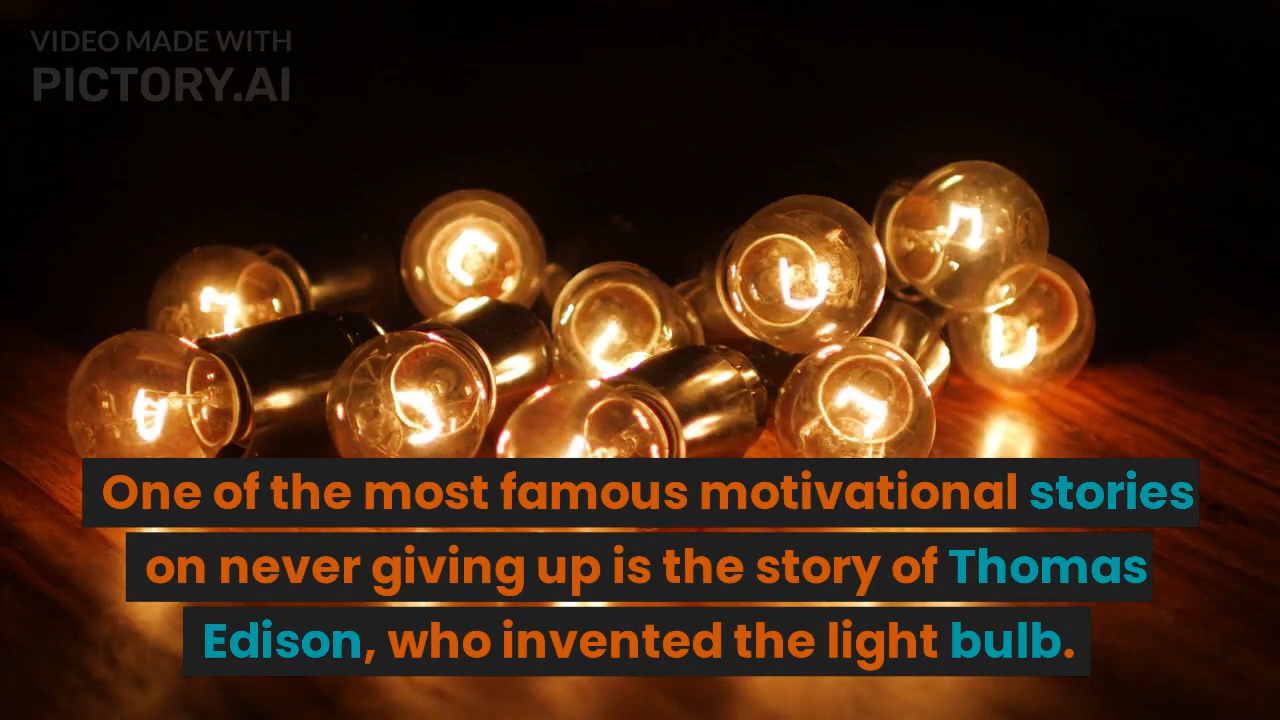 VIDEO MADE WITH
PICTORY.AI
One of the most famous motivational stories
on never giving up is the story of Thomas
Edison, who invented the light bulb.